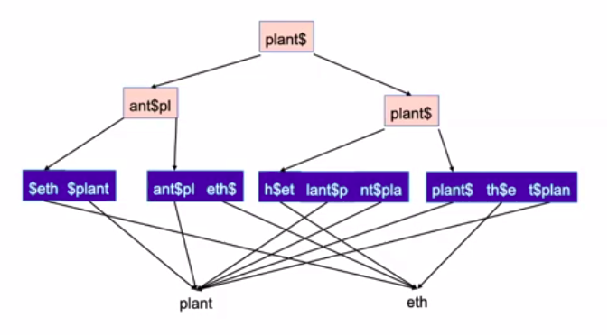 plant$
ant$pl
plant$
$eth $plant
ant$pl eth$
h$et lant$p nt$pla
plant$ th$e t$plan
plant
eth